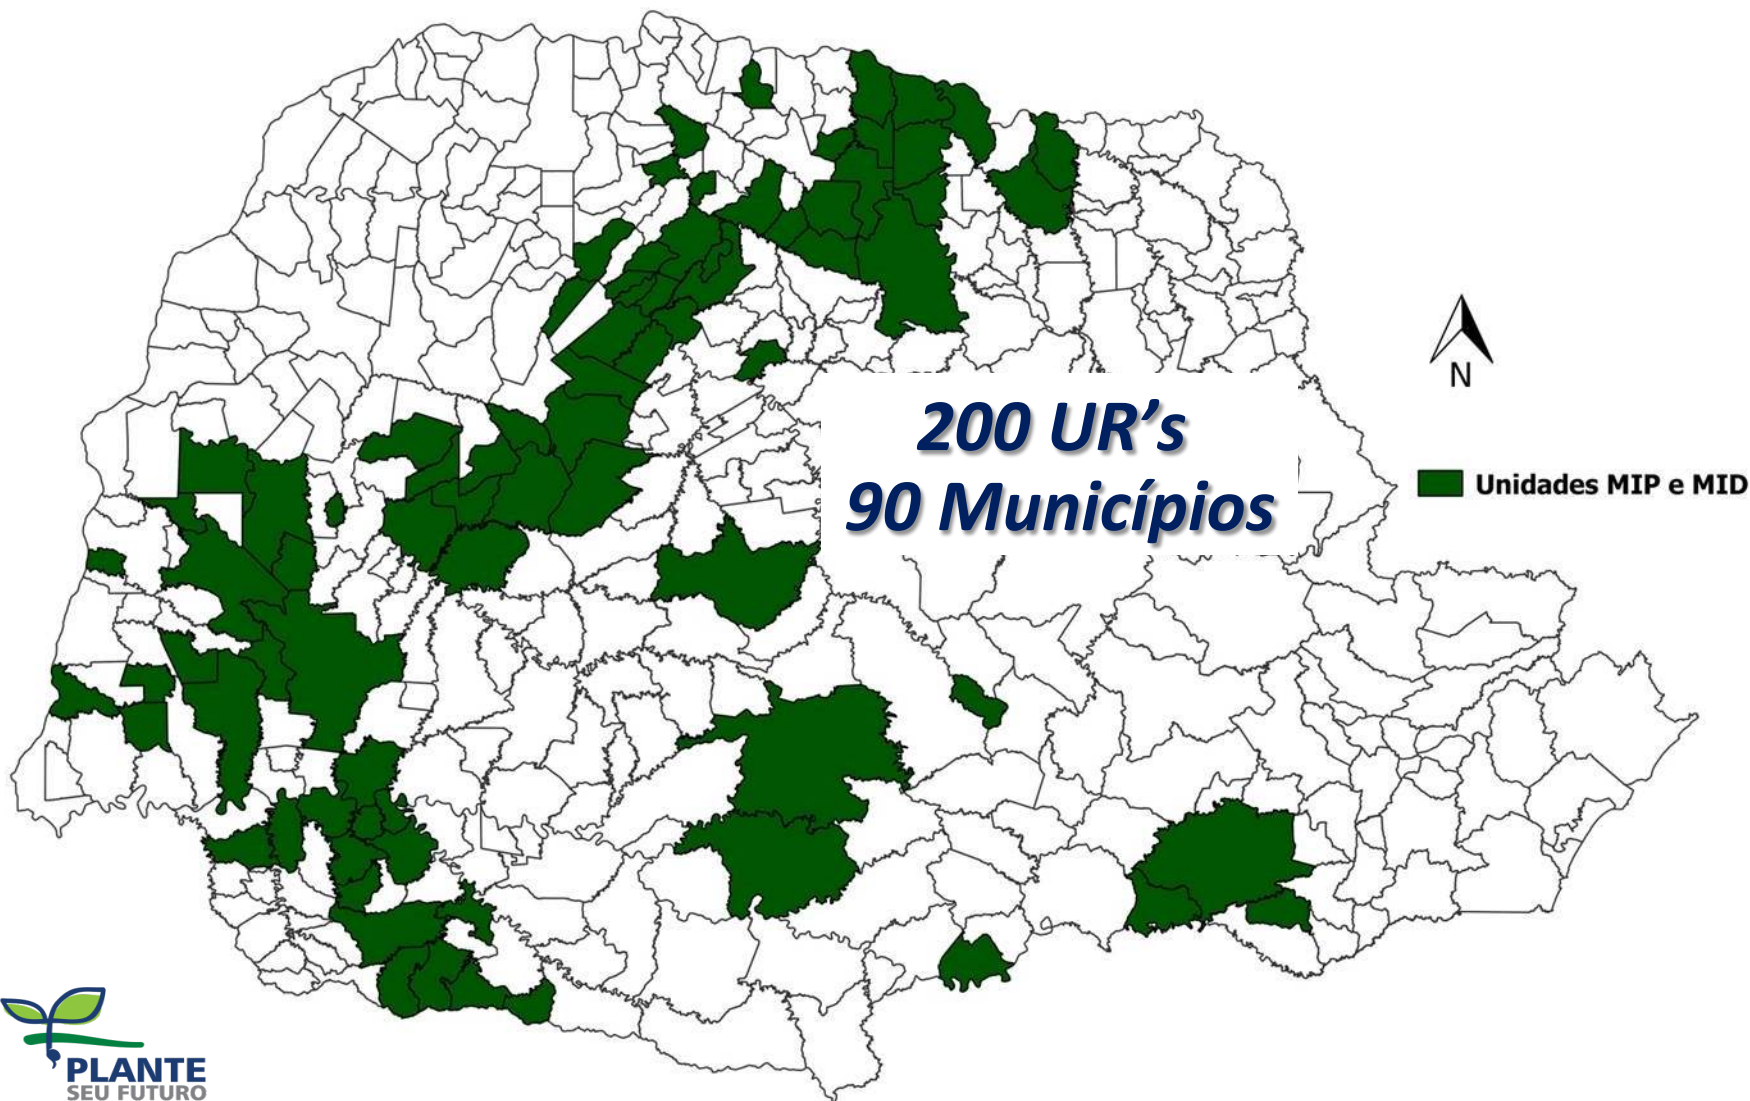 200 UR’s
90 Municípios
N
Unidades MIP e MID
PLANTE
SEU FUTURO